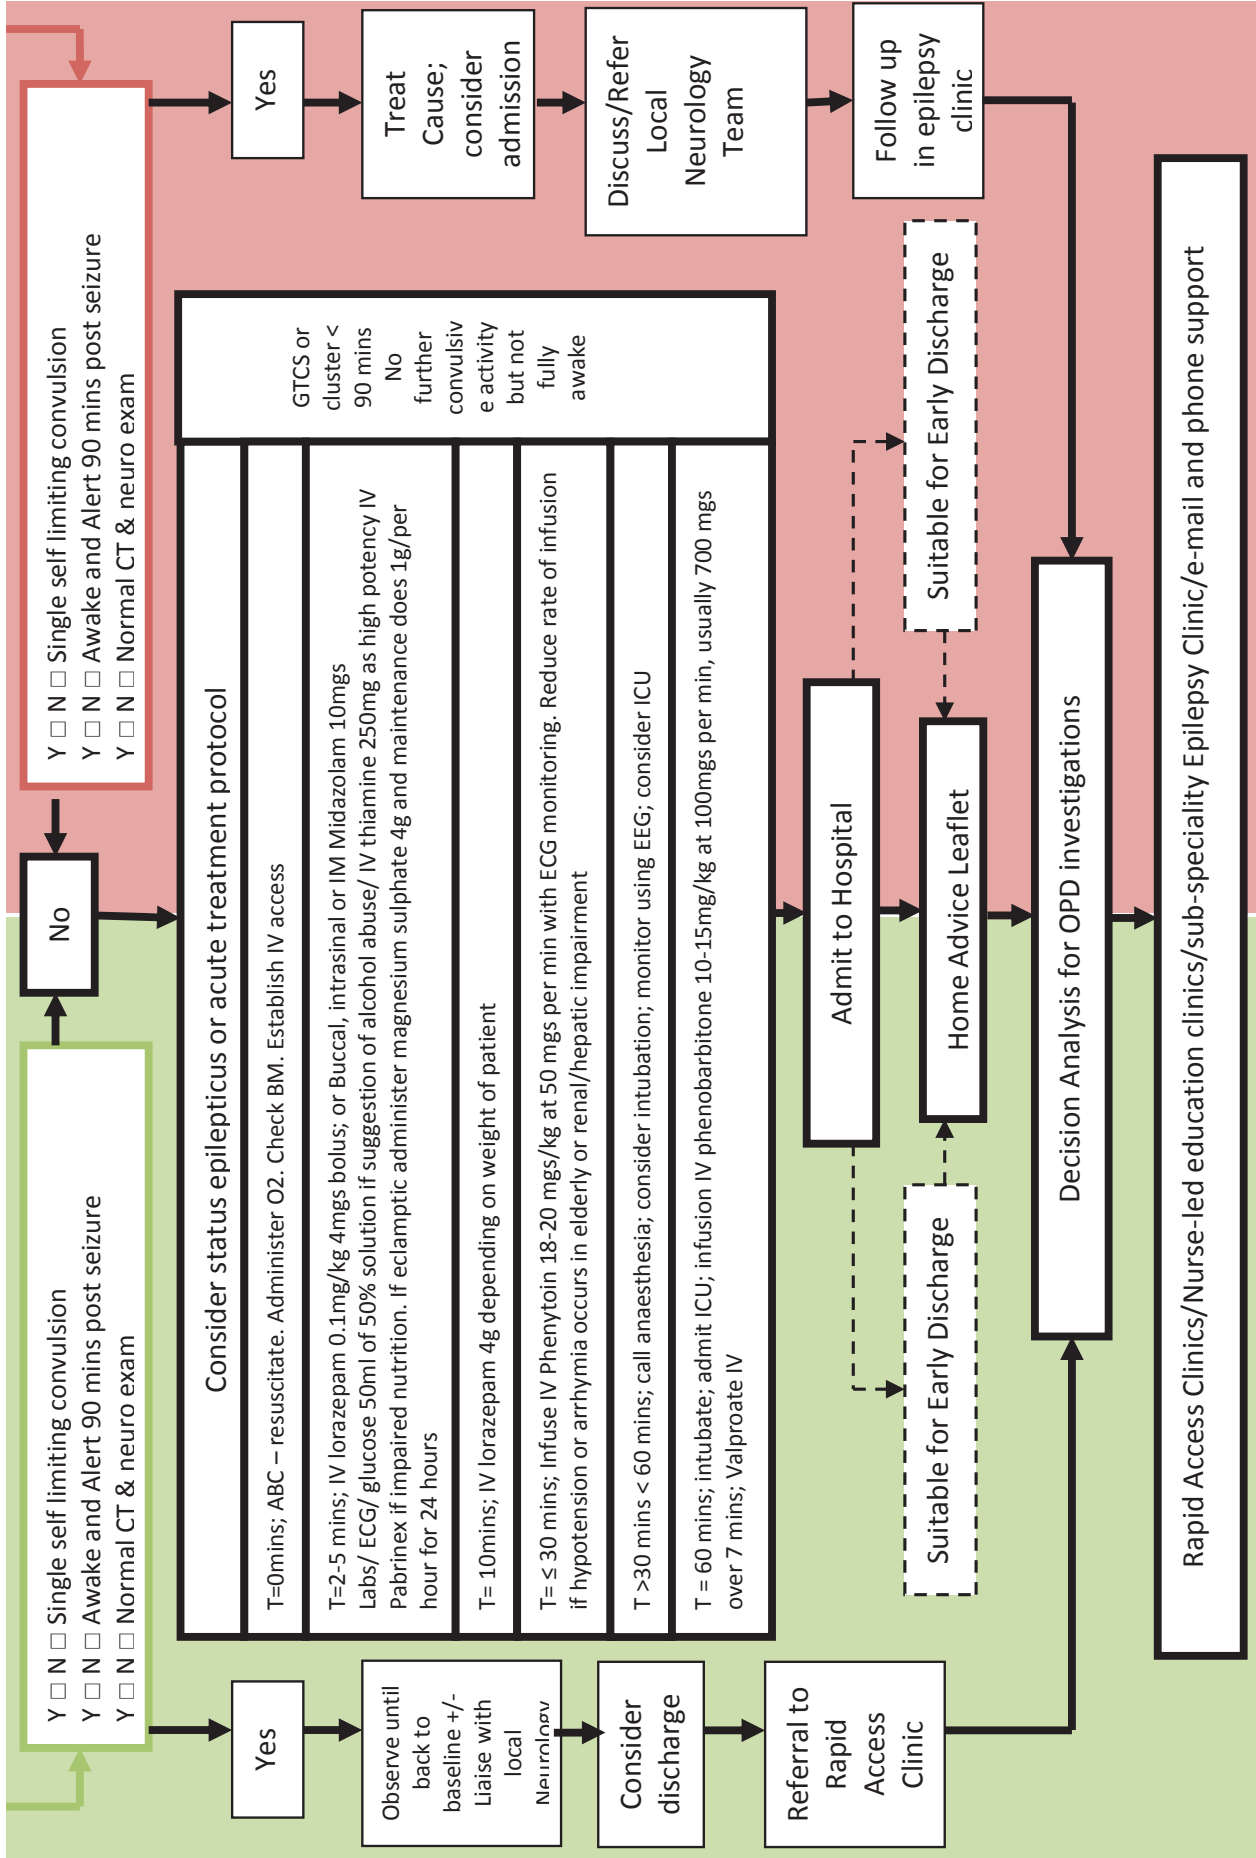 Y □ N □ Single self limiting convulsion
Y □ N □ Awake and Alert 90 mins post seizure
Y □ N □ Normal CT & neuro exam
No
Y □ N □ Single self limiting convulsion
Y □ N □ Awake and Alert 90 mins post seizure
Y □ N □ Normal CT & neuro exam
Yes
Observe until
back to
baseline +/-
Liaise with
local
Neurology
Consider
discharge
Referral to
Rapid
Access
Clinic
Consider status epilepticus or acute treatment protocol
T=0mins; ABC – resuscitate. Administer O2. Check BM. Establish IV access
T=2-5 mins; IV lorazepam 0.1mg/kg 4mgs bolus; or Buccal, intrasinal or IM Midazolam 10mgs
Labs/ ECG/ glucose 50ml of 50% solution if suggestion of alcohol abuse/ IV thiamine 250mg as high potency IV
Pabrinex if impaired nutrition. If eclamptic administer magnesium sulphate 4g and maintenance does 1g/per
hour for 24 hours
T= 10mins; IV lorazepam 4g depending on weight of patient
T= ≤ 30 mins; Infuse IV Phenytoin 18-20 mgs/kg at 50 mgs per min with ECG monitoring. Reduce rate of infusion
if hypotension or arrhymia occurs in elderly or renal/hepatic impairment
T >30 mins < 60 mins; call anaesthesia; consider intubation; monitor using EEG; consider ICU
T = 60 mins; intubate; admit ICU; infusion IV phenobarbitone 10-15mg/kg at 100mgs per min, usually 700 mgs
over 7 mins; Valproate IV
GTCS or
cluster <
90 mins
No
further
convulsiv
e activity
but not
fully
awake
Yes
Treat
Cause;
consider
admission
Discuss/Refer
Local
Neurology
Team
Follow up
in epilepsy
clinic
Admit to Hospital
Suitable for Early Discharge
Home Advice Leaflet
Suitable for Early Discharge
Decision Analysis for OPD investigations
Rapid Access Clinics/Nurse-led education clinics/sub-speciality Epilepsy Clinic/e-mail and phone support